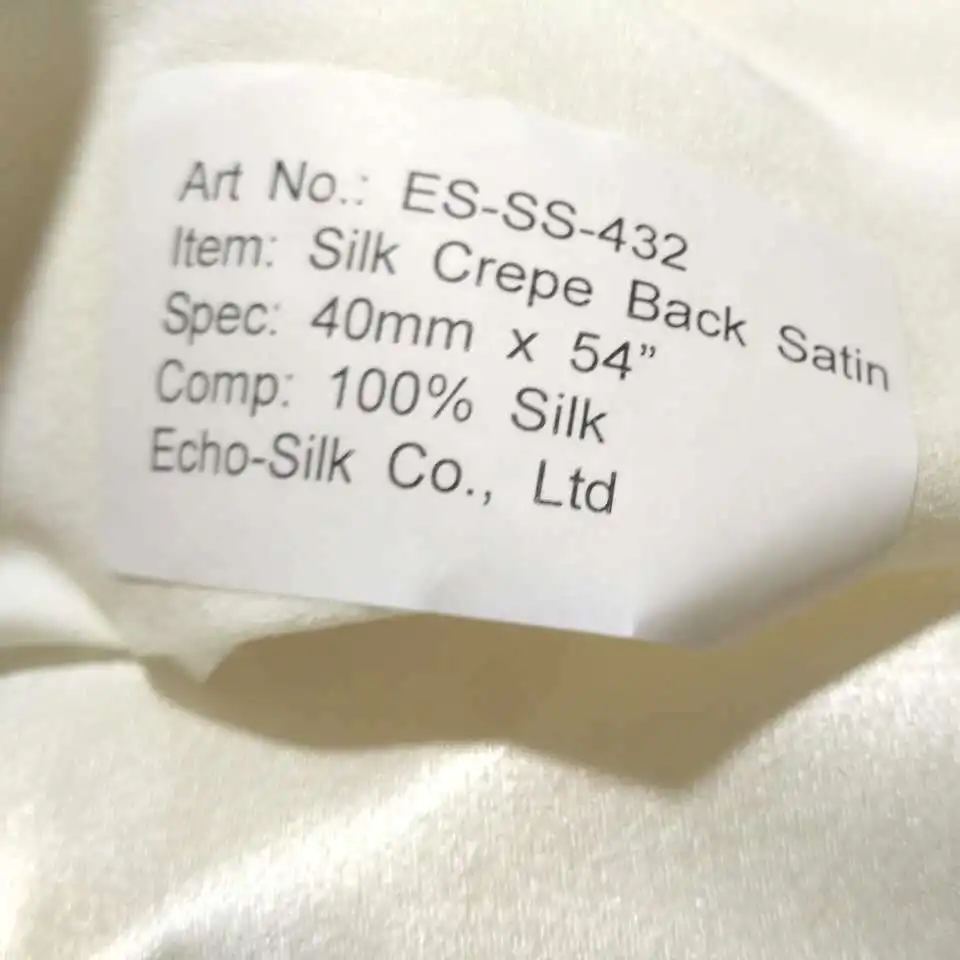 Art No.: ES-SS-432
Item: Silk Crepe Back Satin
Spec: 40mm x 54”
Comp: 100% Silk
Echo-Silk Co., Ltd